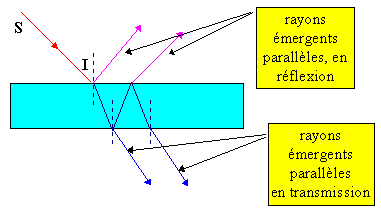 S
I
rayons
émergents
parallèles, en
réflexion
rayons
émergents
parallèles
en transmission